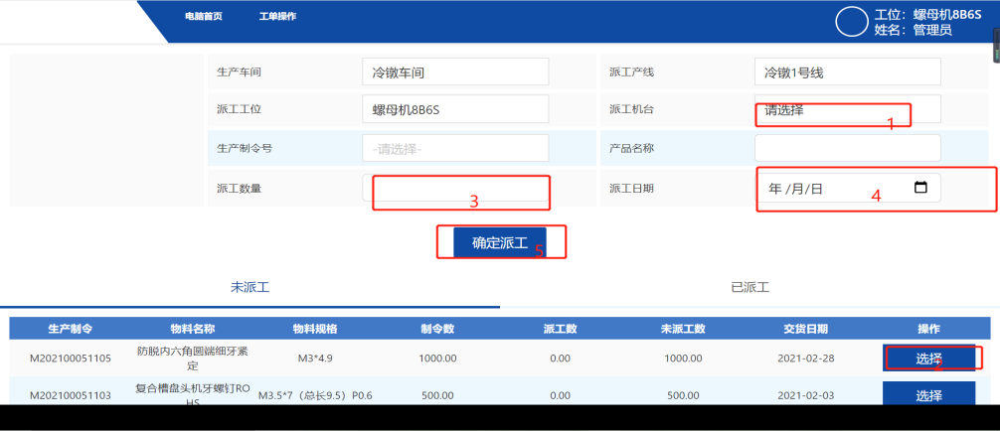 电脑首页 工单操作 工位：螺母机8B6S
姓名：管理员
生产车间 冷镦车间 派工产线 冷镦1号线
派工工位 螺母机8B6S 派工机台 请选择 1
生产制令号 -请选择- 产品名称
派工数量 3 派工日期 年 /月/日 4
确定派工 5
未派工 已派工
生产制令 物料名称 物料规格 制令数 派工数 未派工数 交货日期 操作
M202100051105 防脱内六角圆端细牙紧定 M3*4.9 1000.00 0.00 1000.00 2021-02-28 选择 2
M202100051103 复合槽盘头机牙螺钉ROHS M3.5*7（总长9.5）P0.6 500.00 0.00 500.00 2021-02-03 选择